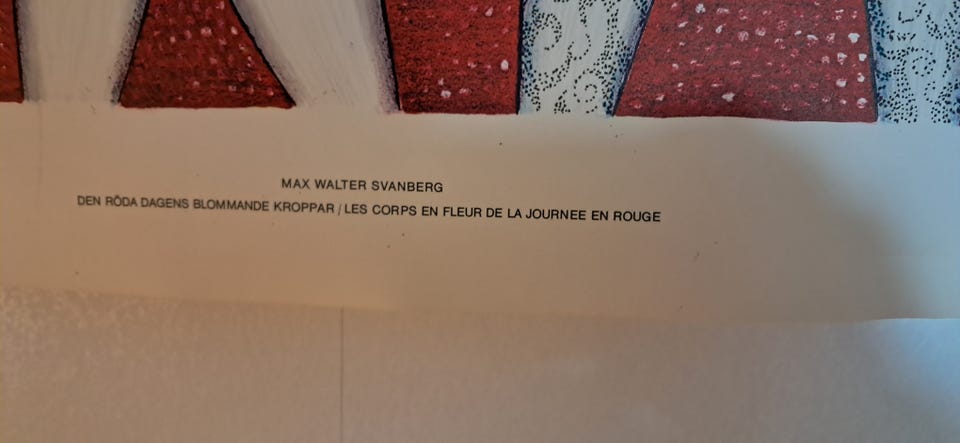 MAX WALTER SVANBERG
DEN RÖDA DAGENS BLOMMANDE KROPPAR / LES CORPS EN FLEUR DE LA JOURNEE EN ROUGE